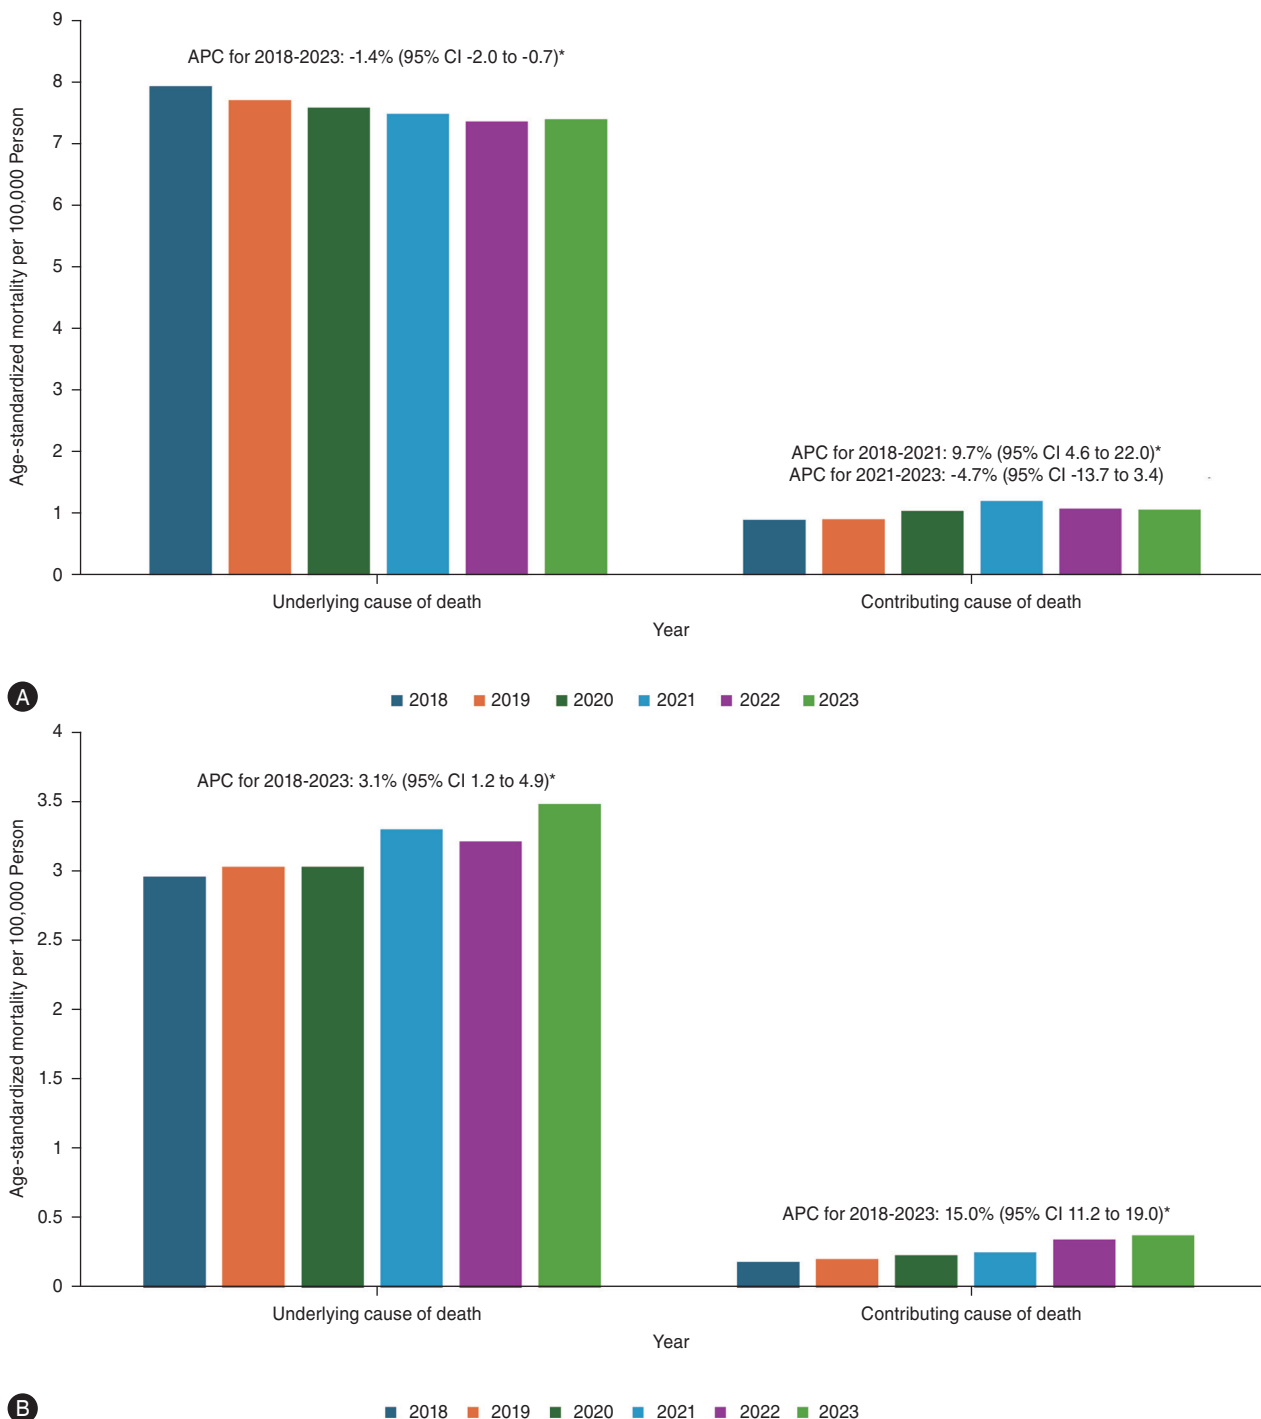 Age-standardized mortality per 100,000 Person
9
8
7
6
5
4
3
2
1
0
APC for 2018-2023: -1.4% (95% CI -2.0 to -0.7)*
APC for 2018-2021: 9.7% (95% CI 4.6 to 22.0)*
APC for 2021-2023: -4.7% (95% CI -13.7 to 3.4)
Underlying cause of death
Contributing cause of death
Year
A
2018 2019 2020 2021 2022 2023
Age-standardized mortality per 100,000 Person
4
3.5
3
2.5
2
1.5
1
0.5
0
APC for 2018-2023: 3.1% (95% CI 1.2 to 4.9)*
APC for 2018-2023: 15.0% (95% CI 11.2 to 19.0)*
Underlying cause of death
Contributing cause of death
Year
B
2018 2019 2020 2021 2022 2023